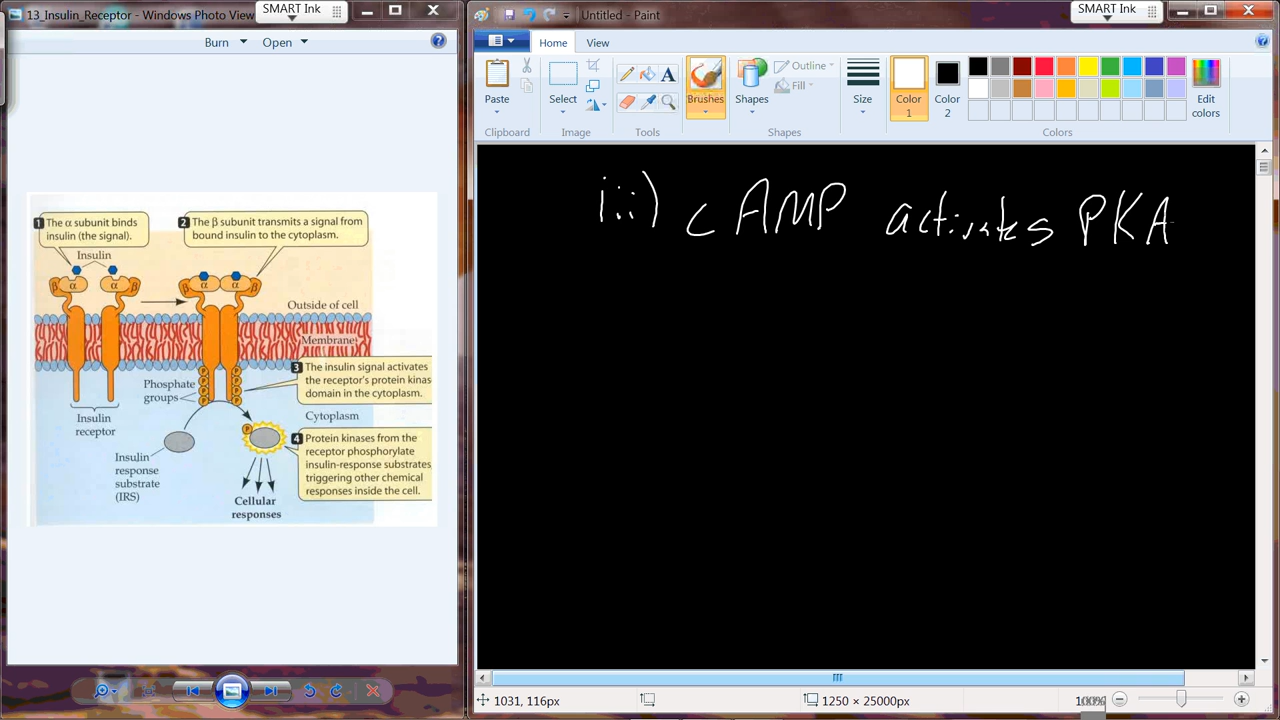 13_Insulin_Receptor - Windows Photo View
SMART Ink
Burn
Open
1 The α subunit binds
insulin (the signal).
2 The β subunit transmits a signal from
bound insulin to the cytoplasm.
Insulin
α α β β α α β β
Outside of cell
Membrane
3 The insulin signal activates
the receptor's protein kinas
domain in the cytoplasm.
Phosphate
groups
P P P P P P P P
Insulin
receptor
Cytoplasm
P
4 Protein kinases from the
receptor phosphorylate
insulin-response substrates,
triggering other chemical
responses inside the cell.
Insulin
response
substrate
(IRS)
Cellular
responses
Untitled - Paint
SMART Ink
Home
View
Paste
Clipboard
Select
Image
A
Tools
Brushes
Shapes
Outline
Fill
Shapes
Size
Color
1
Color
2
Edit
colors
Colors
iii) cAMP activates PKA
1031, 116px
1250 × 25000px
100%